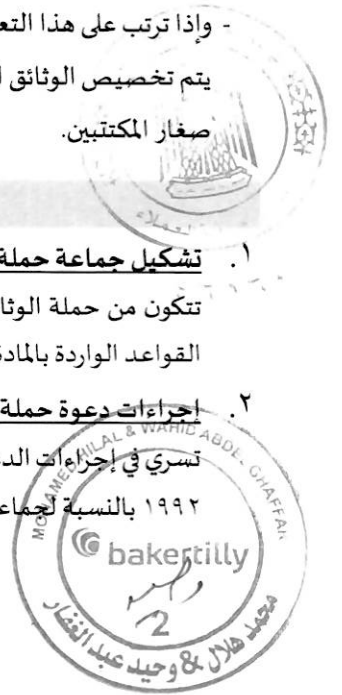 - وإذا ترتب على هذا التع
يتم تخصيص الوثائق ا
صغار المكتتبين.
١. تشكيل جماعة حملة
تتكون من حملة الوثا
القواعد الواردة بالمادة
٢. إجراءات دعوة حملة
تسري في إجراءات الد
١٩٩٢ بالنسبة لجماع
MOHAMED HILAL & WAHID ABDEL GHAFFAR
bakertilly
2
محمد هلال & وحيد عبد الغفار